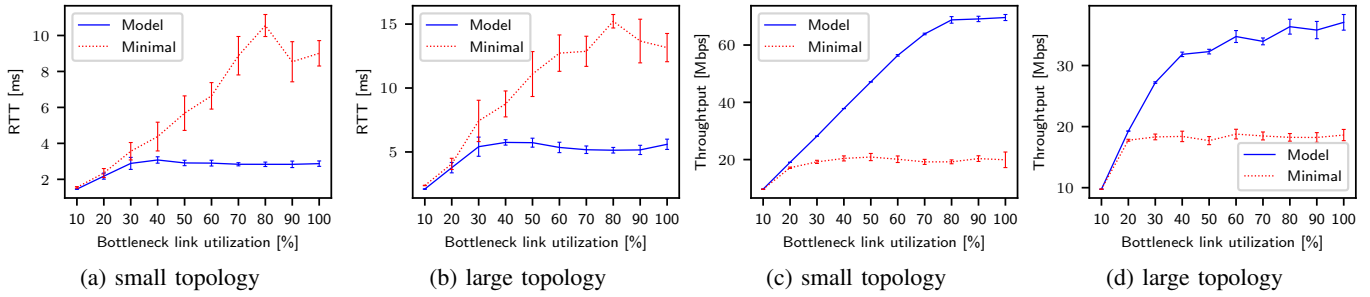 RTT [ms]
10
8
6
4
2
Model
Minimal
10 20 30 40 50 60 70 80 90 100
Bottleneck link utilization [%]
(a) small topology
RTT [ms]
15
10
5
Model
Minimal
10 20 30 40 50 60 70 80 90 100
Bottleneck link utilization [%]
(b) large topology
Throughtput [Mbps]
60
40
20
Model
Minimal
10 20 30 40 50 60 70 80 90 100
Bottleneck link utilization [%]
(c) small topology
Throughtput [Mbps]
30
20
10
Model
Minimal
10 20 30 40 50 60 70 80 90 100
Bottleneck link utilization [%]
(d) large topology